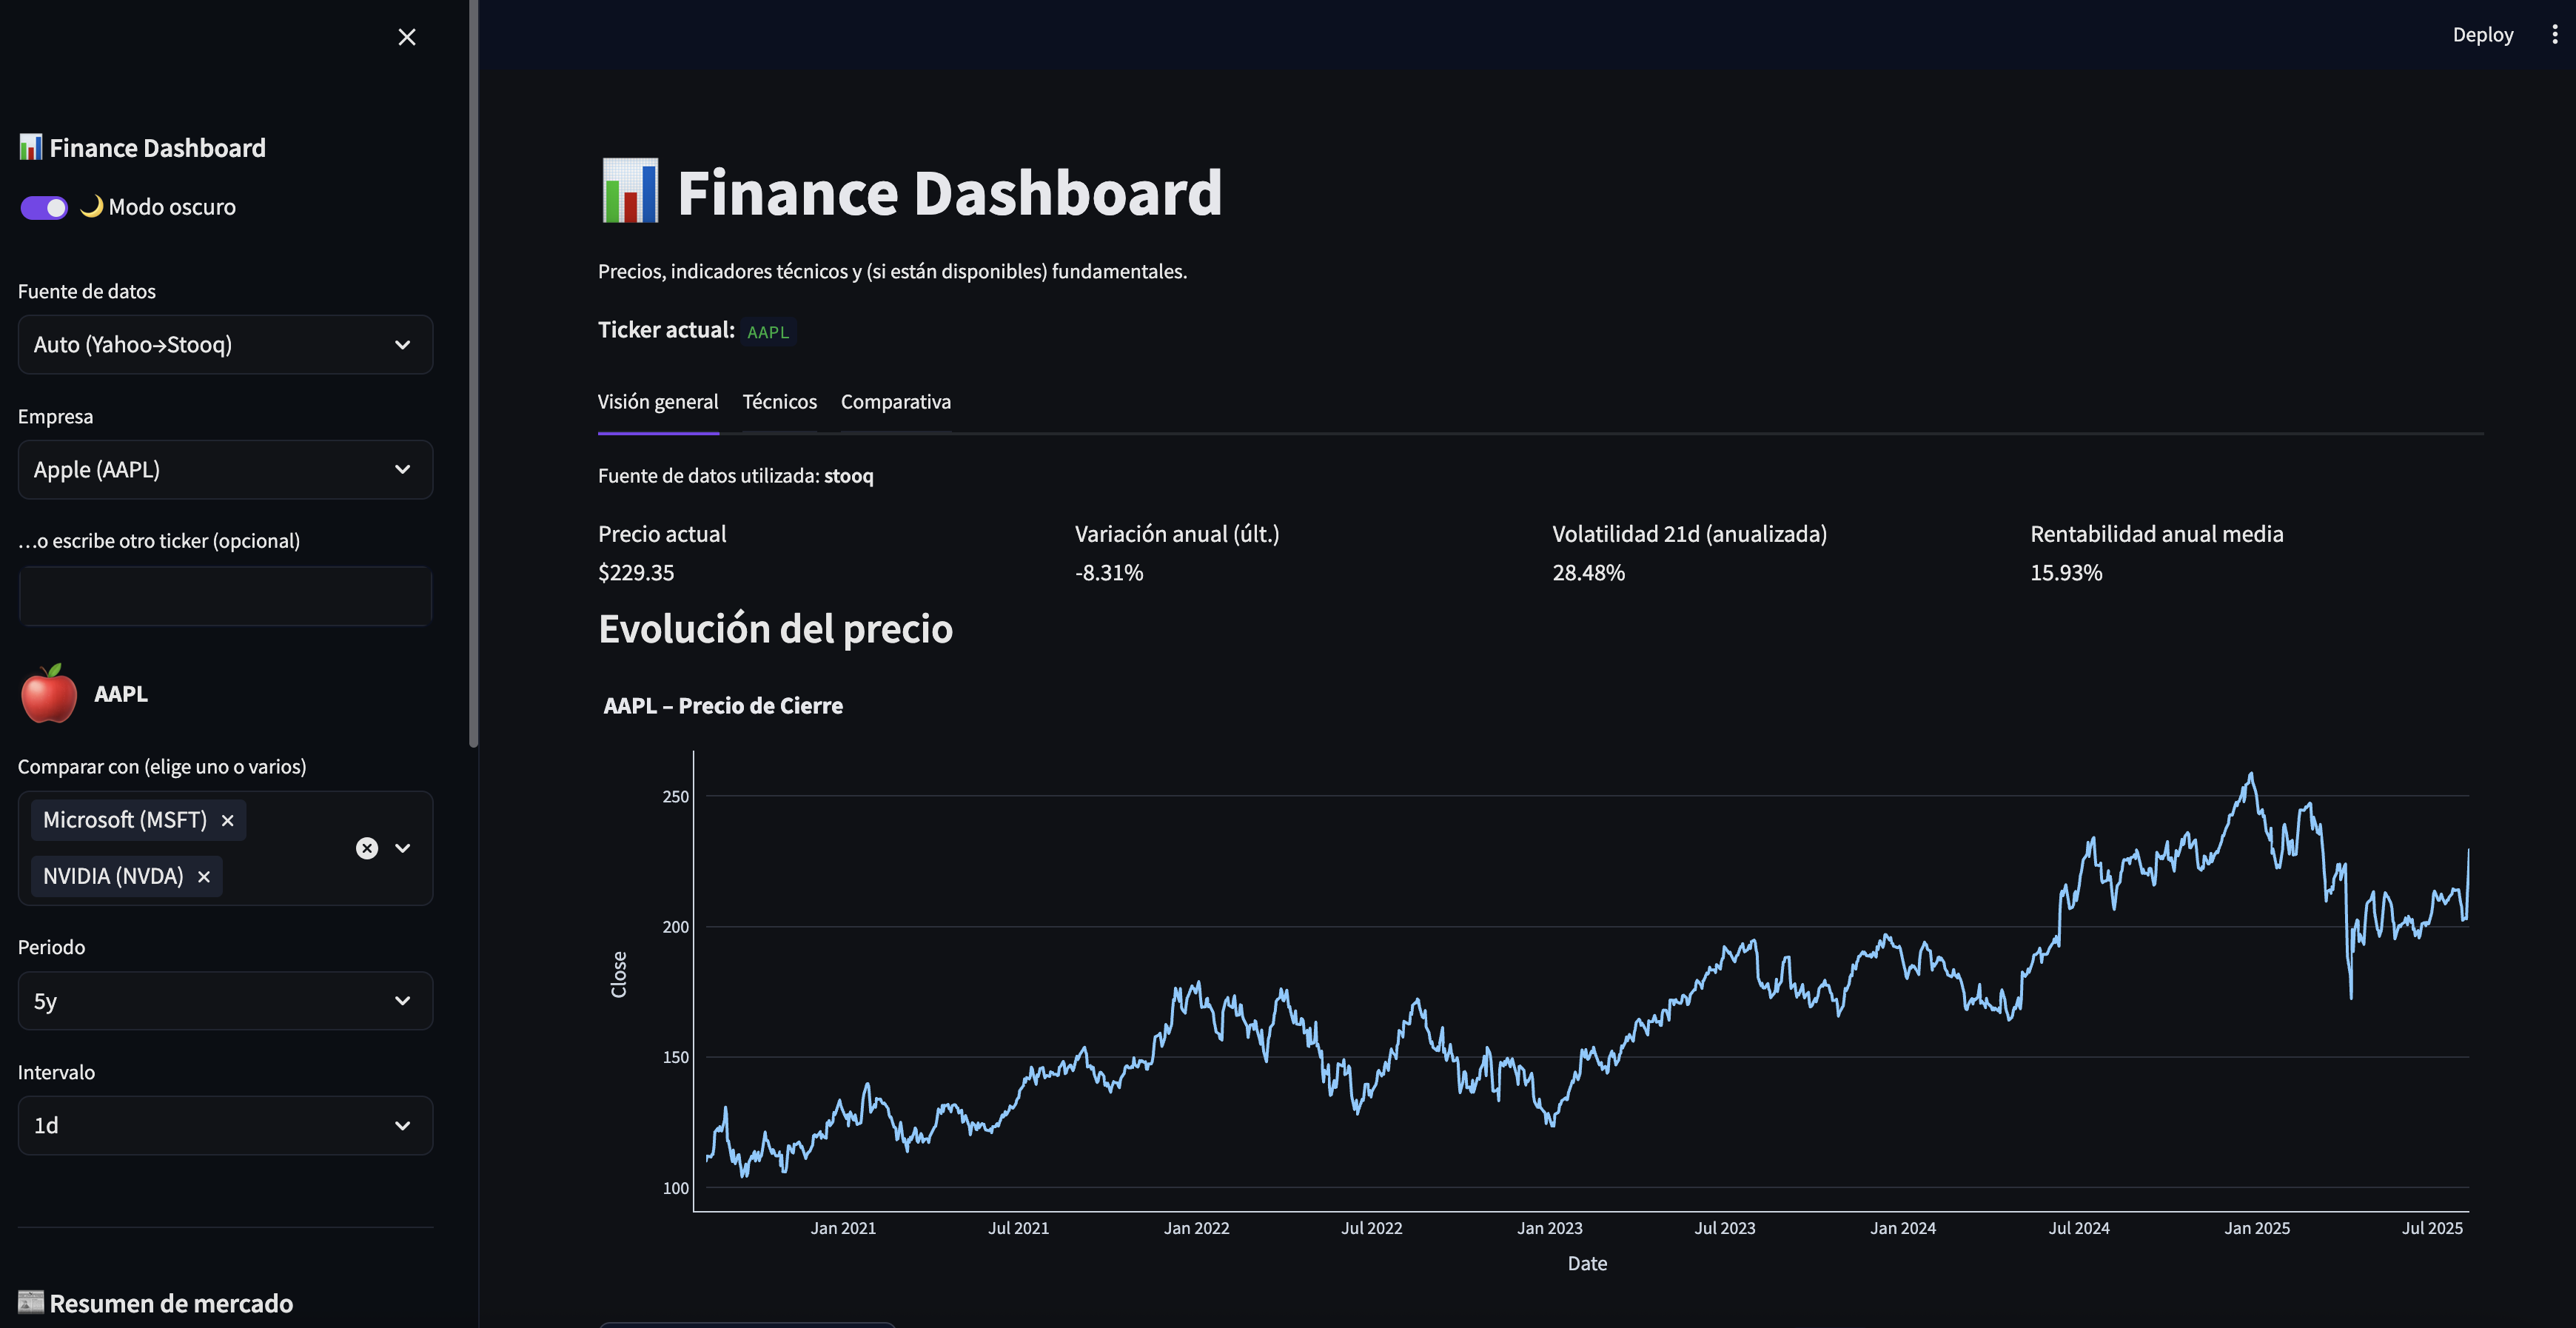 Finance Dashboard
Modo oscuro
Fuente de datos
Auto (Yahoo→Stooq)
Empresa
Apple (AAPL)
...o escribe otro ticker (opcional)
AAPL
Comparar con (elige uno o varios)
Microsoft (MSFT)
NVIDIA (NVDA)
Periodo
5y
Intervalo
1d
Resumen de mercado
Deploy
Finance Dashboard
Precios, indicadores técnicos y (si están disponibles) fundamentales.
Ticker actual: AAPL
Visión general Técnicos Comparativa
Fuente de datos utilizada: stooq
Precio actual Variación anual (últ.) Volatilidad 21d (anualizada) Rentabilidad anual media
$229.35 -8.31% 28.48% 15.93%
Evolución del precio
AAPL – Precio de Cierre
250
200
150
100
Close
Jan 2021 Jul 2021 Jan 2022 Jul 2022 Jan 2023 Jul 2023 Jan 2024 Jul 2024 Jan 2025 Jul 2025
Date